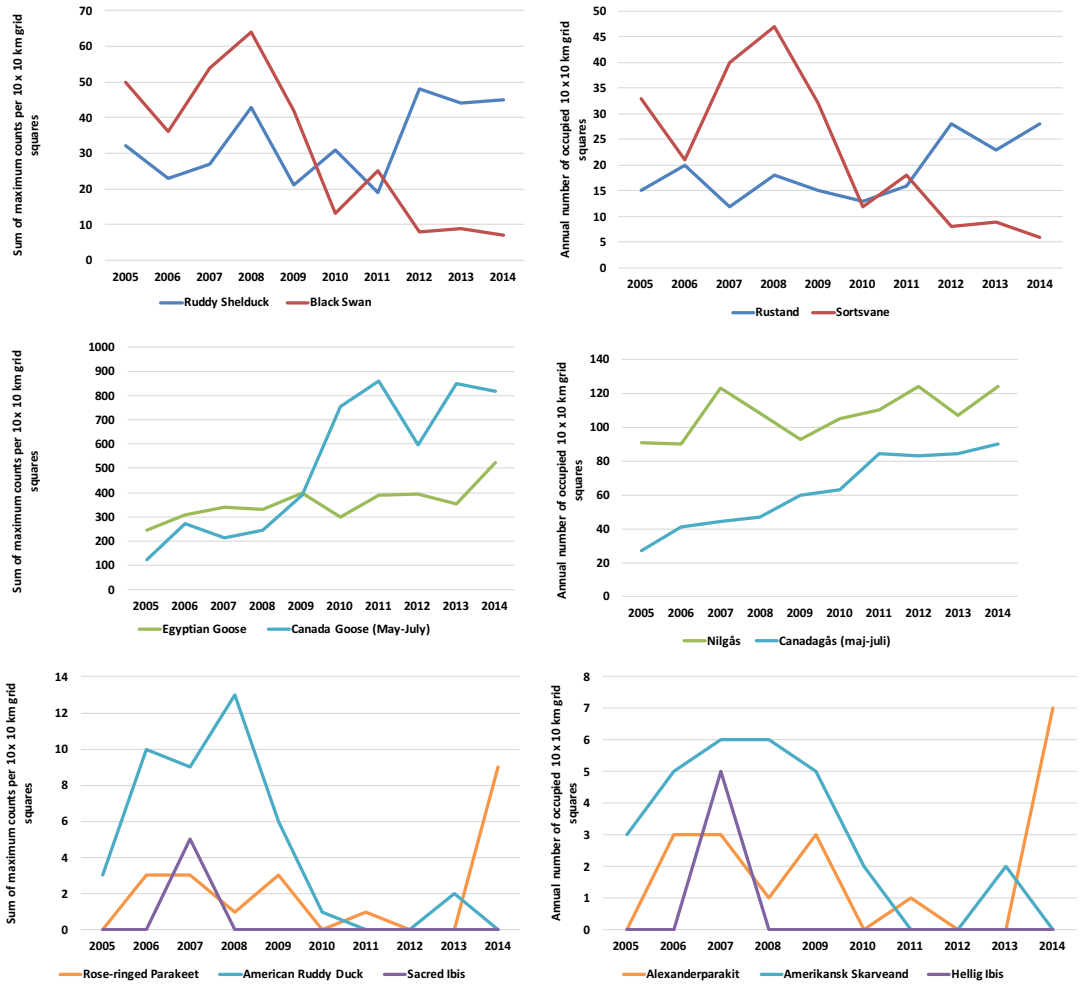 Sum of maximum counts per 10 x 10 km grid
squares
70
60
50
40
30
20
10
0
2005 2006 2007 2008 2009 2010 2011 2012 2013 2014
Ruddy Shelduck Black Swan
Annual number of occupied 10 x 10 km grid
squares
50
45
40
35
30
25
20
15
10
5
0
2005 2006 2007 2008 2009 2010 2011 2012 2013 2014
Rustand Sortsvane
Sum of maximum counts per 10 x 10 km grid
squares
1000
900
800
700
600
500
400
300
200
100
0
2005 2006 2007 2008 2009 2010 2011 2012 2013 2014
Egyptian Goose Canada Goose (May-July)
Annual number of occupied 10 x 10 km grid
squares
140
120
100
80
60
40
20
0
2005 2006 2007 2008 2009 2010 2011 2012 2013 2014
Nilgås Canadagås (maj-juli)
Sum of maximum counts per 10 x 10 km grid
squares
14
12
10
8
6
4
2
0
2005 2006 2007 2008 2009 2010 2011 2012 2013 2014
Rose-ringed Parakeet American Ruddy Duck Sacred Ibis
Annual number of occupied 10 x 10 km grid
squares
8
7
6
5
4
3
2
1
0
2005 2006 2007 2008 2009 2010 2011 2012 2013 2014
Alexanderparakit Amerikansk Skarveand Hellig Ibis